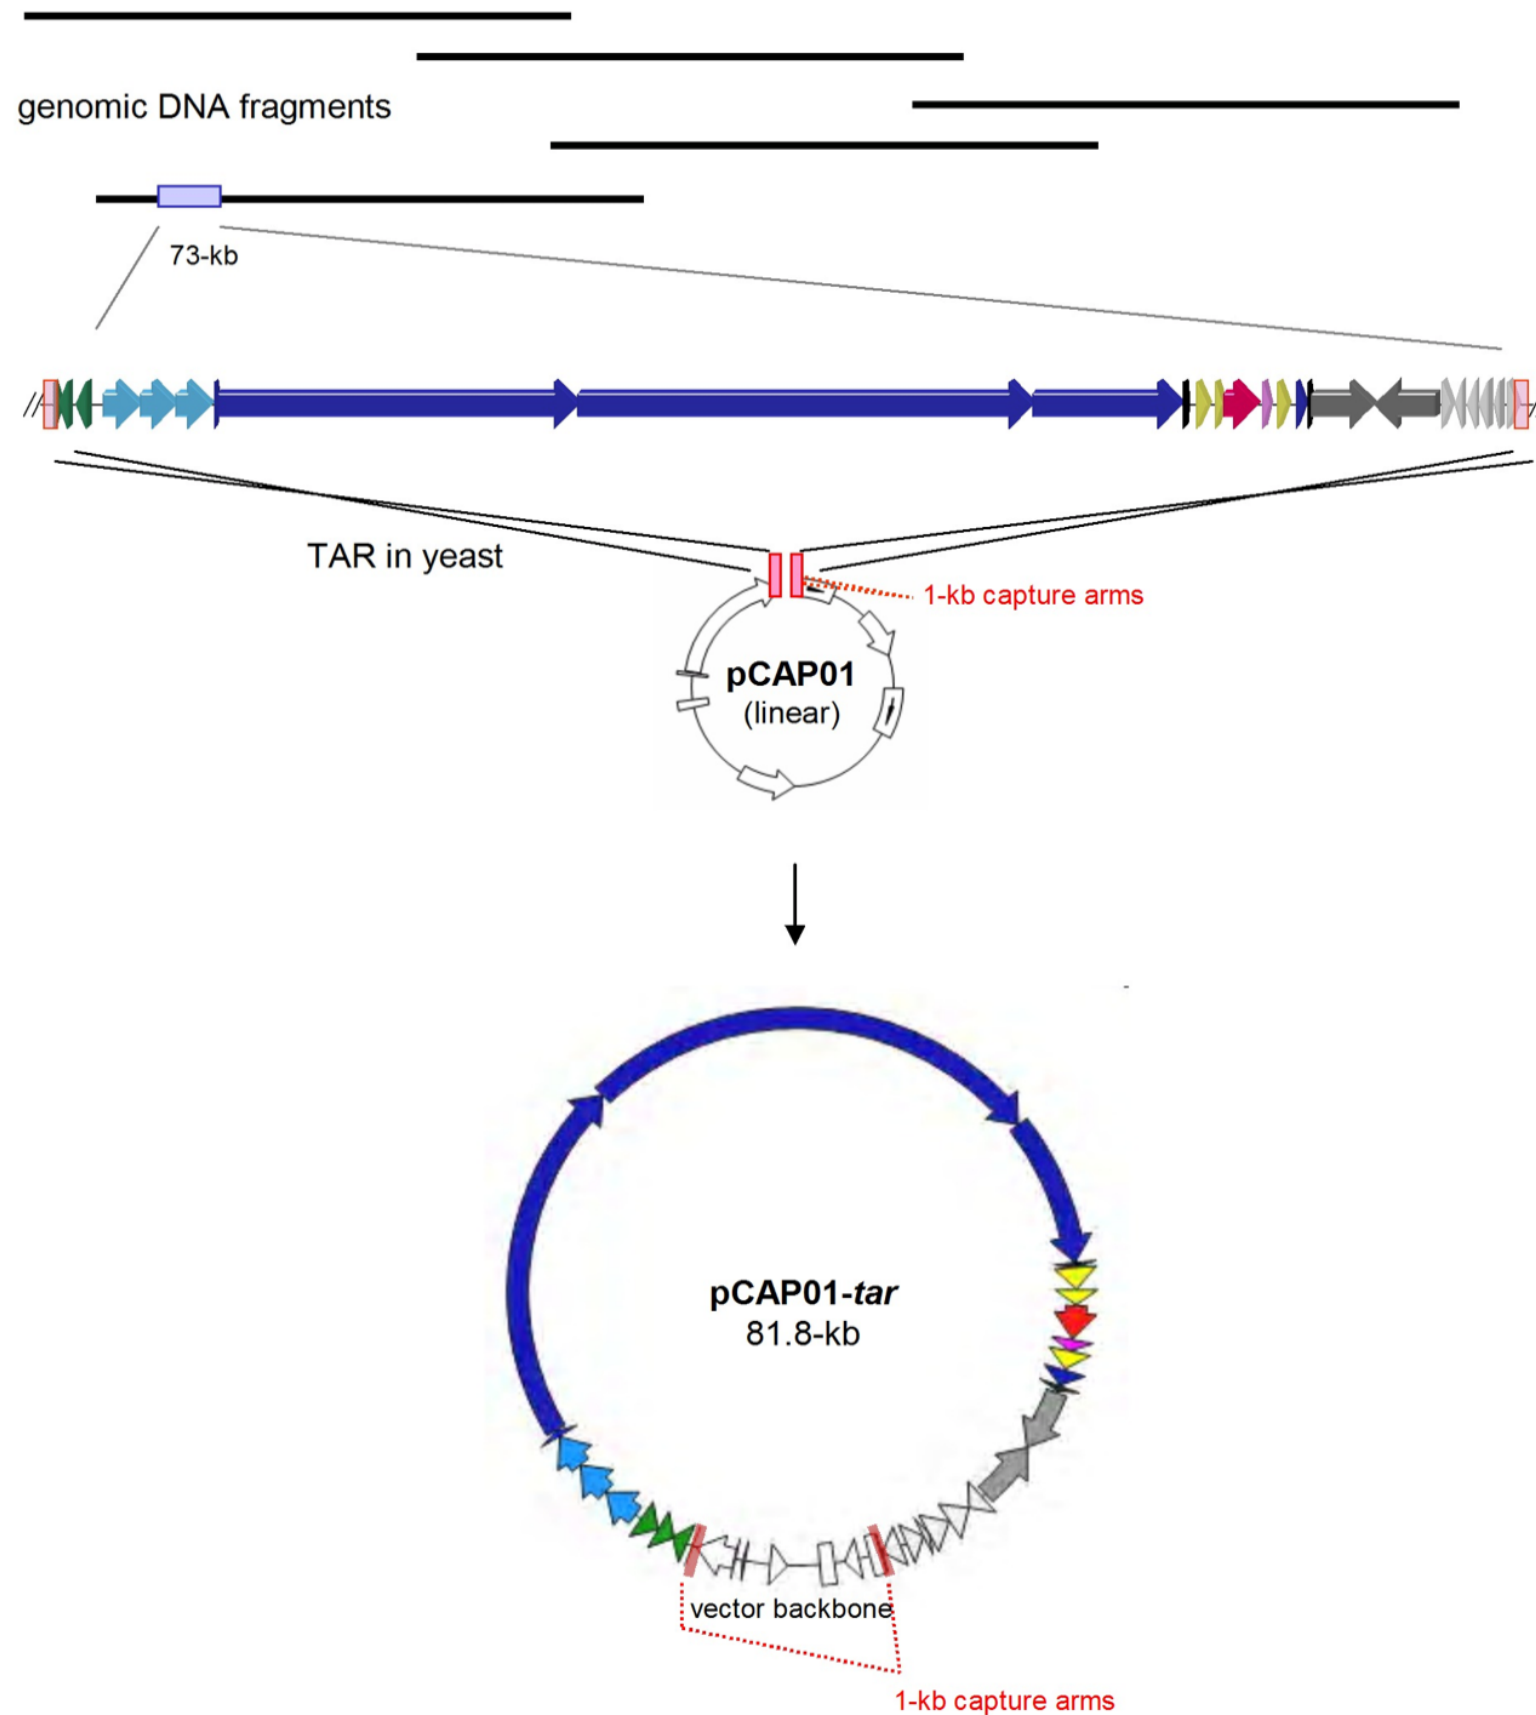 genomic DNA fragments
73-kb
TAR in yeast
1-kb capture arms
pCAP01
(linear)
pCAP01-tar
81.8-kb
vector backbone
1-kb capture arms